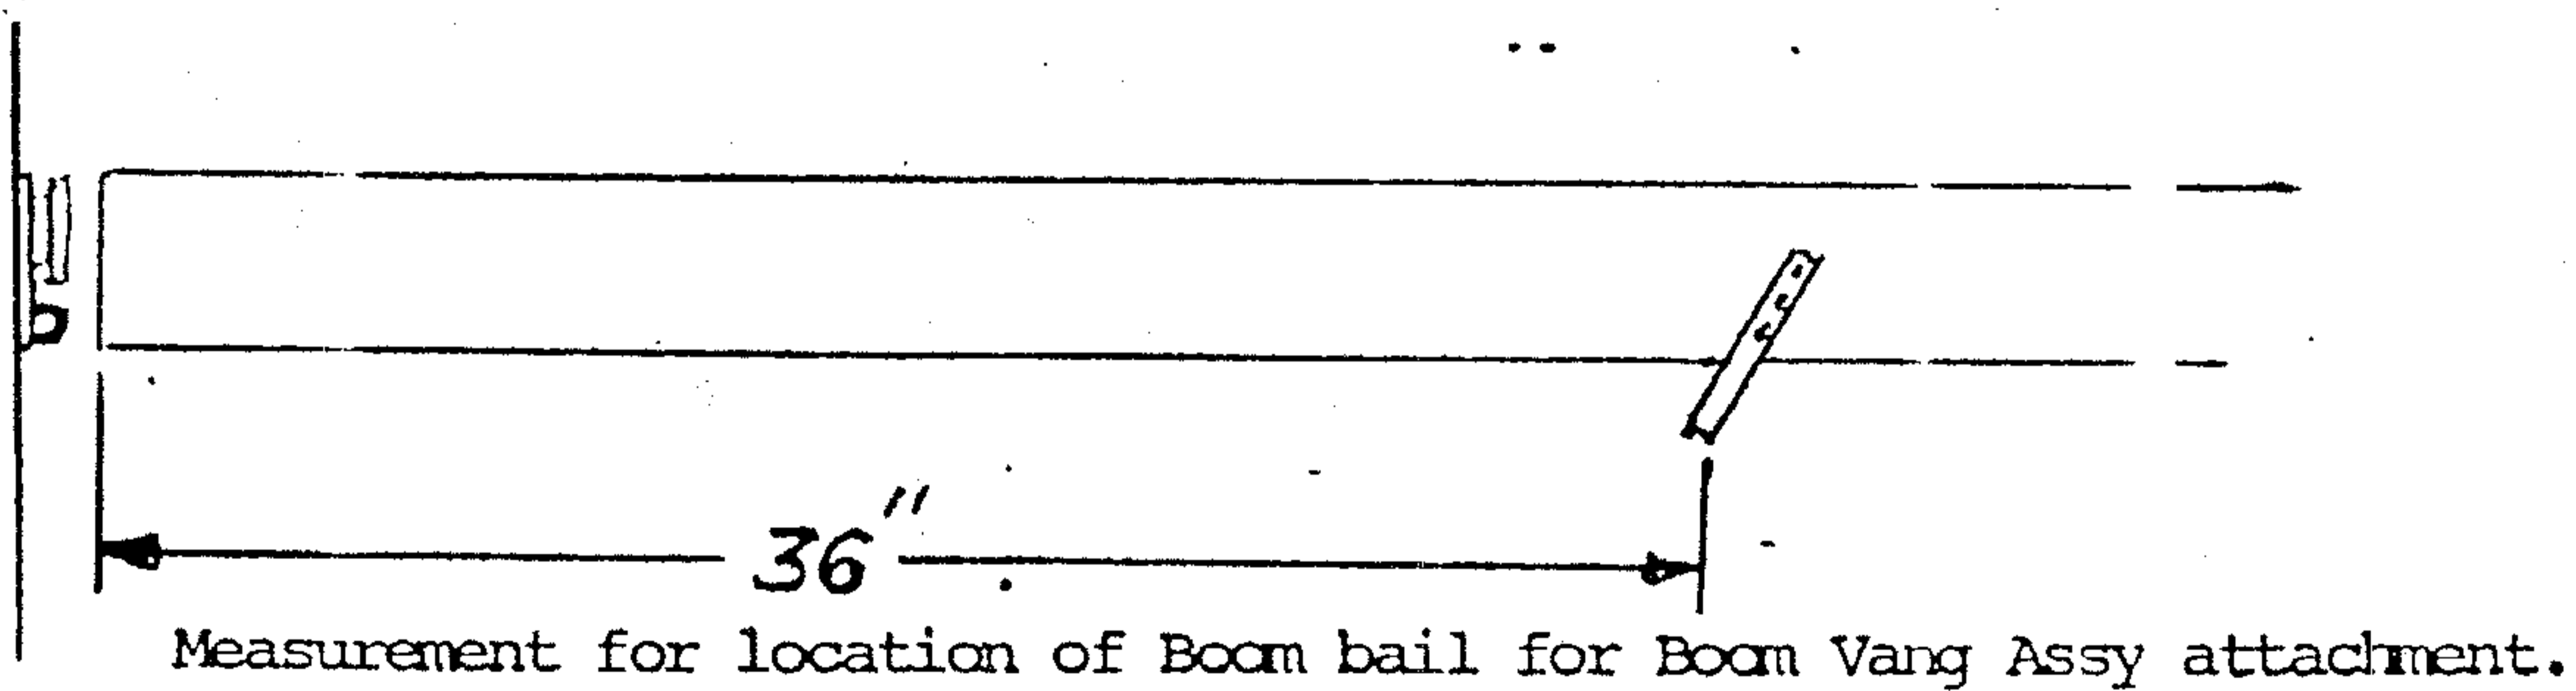 36"
Measurement for location of Boom bail for Boom Vang Assy attachment.